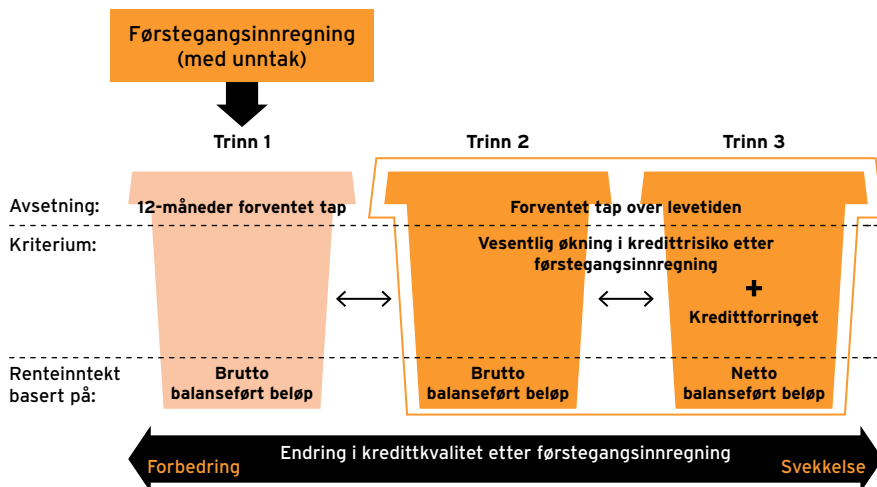 Førstegangsinnregning
(med unntak)
Trinn 1
Trinn 2
Trinn 3
Avsetning:
12-måneder forventet tap
Forventet tap over levetiden
Kriterium:
Vesentlig økning i kredittrisiko etter
førstegangsinnregning
+
Kredittforringet
Renteinntekt
basert på:
Brutto
balanseført beløp
Brutto
balanseført beløp
Netto
balanseført beløp
Endring i kredittkvalitet etter førstegangsinnregning
Forbedring
Svekkelse